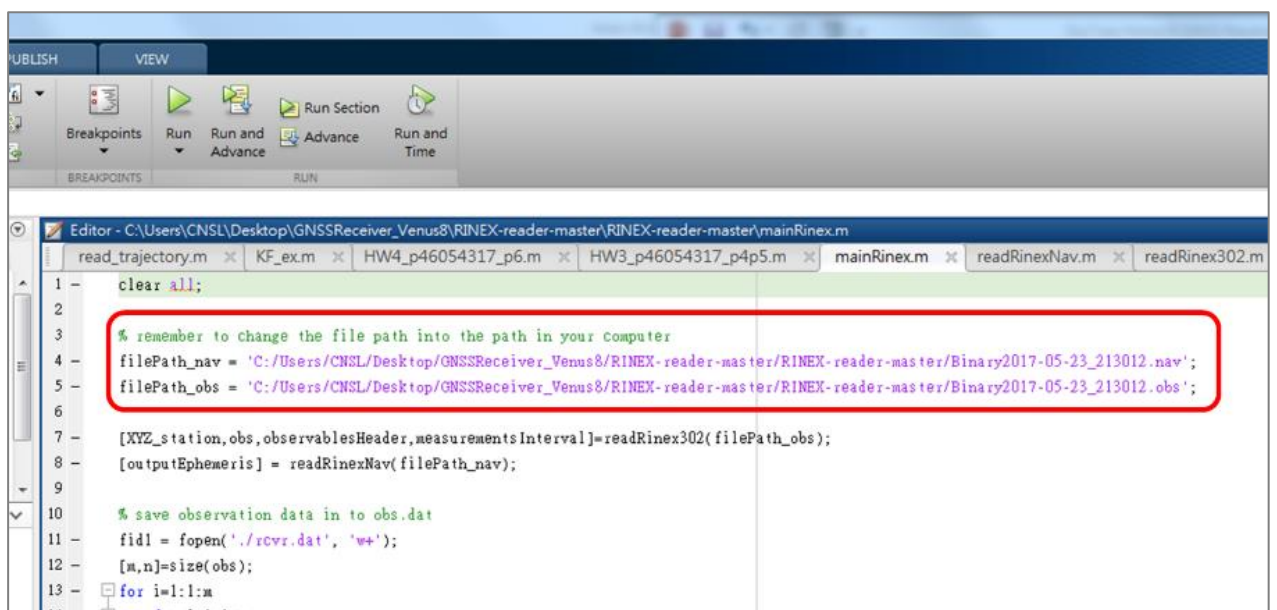 PUBLISH VIEW
Breakpoints Run Run and Advance Run Section Advance Run and Time
BREAKPOINTS RUN
Editor - C:\Users\CNSL\Desktop\GNSSReceiver_Venus8\RINEX-reader-master\RINEX-reader-master\mainRinex.m
read_trajectory.m KF_ex.m HW4_p46054317_p6.m HW3_p46054317_p4p5.m mainRinex.m readRinexNav.m readRinex302.m
1 - clear all;
2
3 % remember to change the file path into the path in your computer
4 - filePath_nav = 'C:/Users/CNSL/Desktop/GNSSReceiver_Venus8/RINEX-reader-master/RINEX-reader-master/Binary2017-05-23_213012.nav';
5 - filePath_obs = 'C:/Users/CNSL/Desktop/GNSSReceiver_Venus8/RINEX-reader-master/RINEX-reader-master/Binary2017-05-23_213012.obs';
6
7 - [XYZ_station,obs,observablesHeader,measurementsInterval]=readRinex302(filePath_obs);
8 - [outputEphemeris] = readRinexNav(filePath_nav);
9
10 % save observation data in to obs.dat
11 - fid1 = fopen('./rcvr.dat', 'w+');
12 - [m,n]=size(obs);
13 - for i=1:1:m